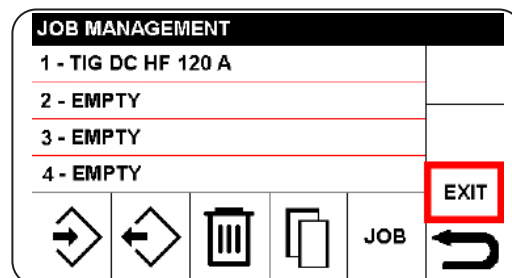 JOB MANAGEMENT
1 - TIG DC HF 120 A
2 - EMPTY
3 - EMPTY
4 - EMPTY
EXIT
JOB